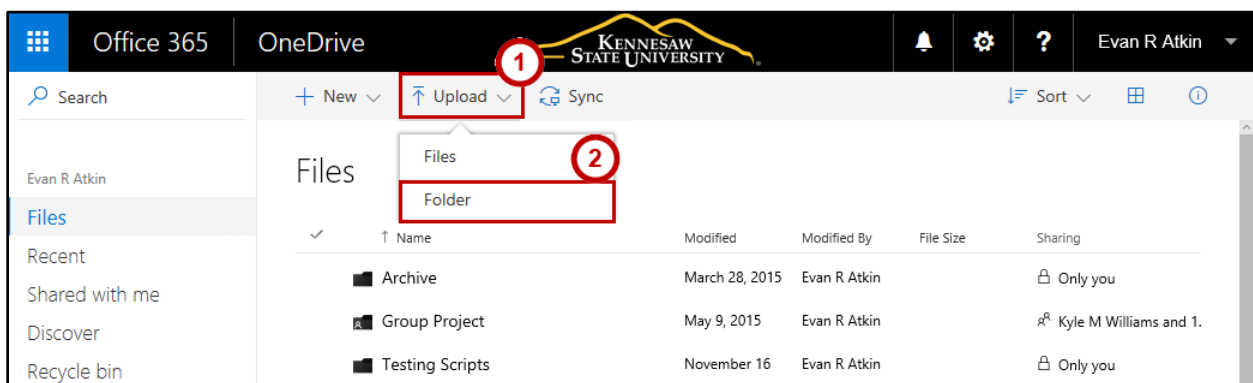 Office 365
OneDrive
KENNESAW
STATE UNIVERSITY
?
Evan R Atkin
1
Search
+ New
Upload
Sync
Sort
Files
2
Folder
Files
Evan R Atkin
Files
Recent
Shared with me
Discover
Recycle bin
↑ Name Modified Modified By File Size Sharing
Archive March 28, 2015 Evan R Atkin Only you
Group Project May 9, 2015 Evan R Atkin Kyle M Williams and 1.
Testing Scripts November 16 Evan R Atkin Only you